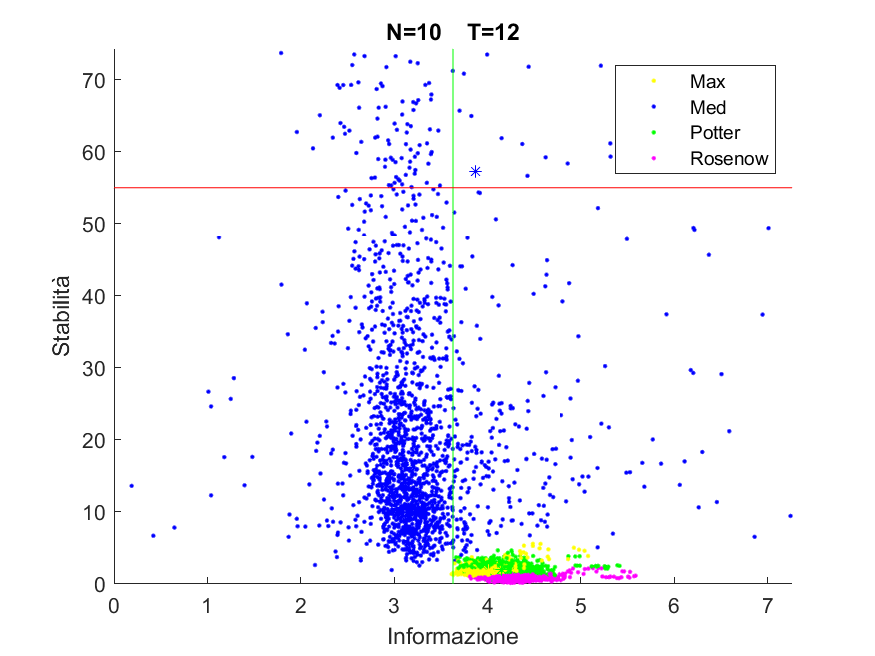 N=10 T=12
70
60
50
40
30
20
10
0
Stabilità
0 1 2 3 4 5 6 7
Informazione
Max
Med
Potter
Rosenow